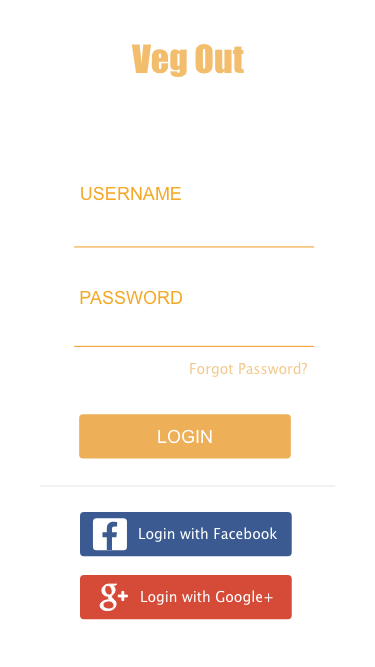 Veg Out
USERNAME
PASSWORD
Forgot Password?
LOGIN
Login with Facebook
g+ Login with Google+